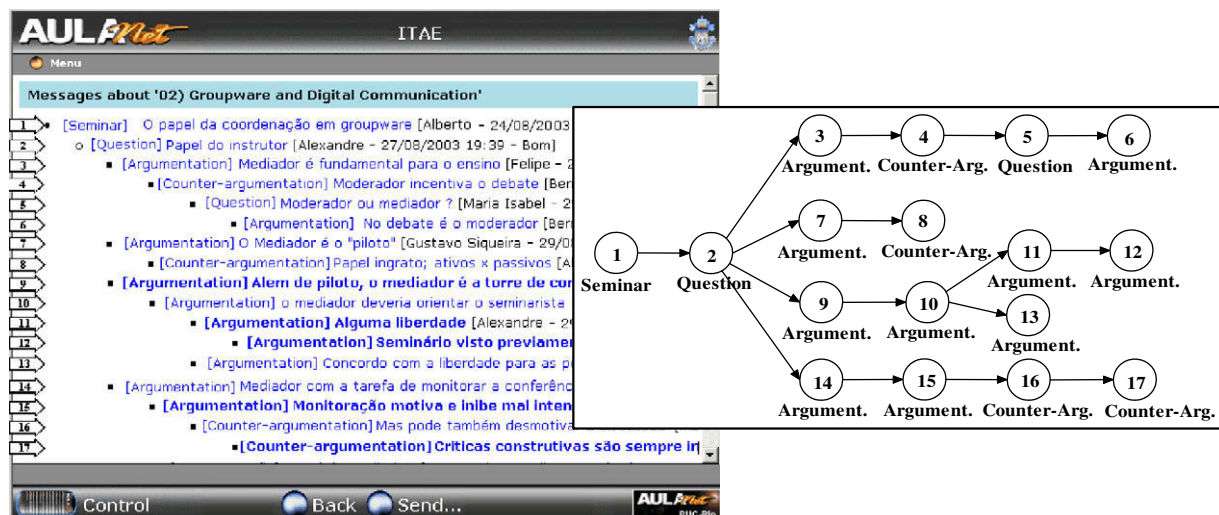 AULANet
ITAE
Menu
Messages about '02) Groupware and Digital Communication'
1 [Seminar] O papel da coordenação em groupware [Alberto - 24/08/2003
2 [Question] Papel do instrutor [Alexandre - 27/08/2003 19:39 - Bom]
3 [Argumentation] Mediador é fundamental para o ensino [Felipe - 2
4 [Counter-argumentation] Moderador incentiva o debate [Ber
5 [Question] Moderador ou mediador ? [Maria Isabel - 2
6 [Argumentation] No debate é o moderador [Ber
7 [Argumentation] O Mediador é o "piloto" [Gustavo Siqueira - 29/0
8 [Counter-argumentation] Papel ingrato; ativos x passivos [A
9 [Argumentation] Alem de piloto, o mediador é a torre de con
10 [Argumentation] o mediador deveria orientar o seminarista
11 [Argumentation] Alguma liberdade [Alexandre - 2
12 [Argumentation] Seminário visto previamen
13 [Argumentation] Concordo com a liberdade para as p
14 [Argumentation] Mediador com a tarefa de monitorar a conferênc
15 [Argumentation] Monitoração motiva e inibe mal inten
16 [Counter-argumentation] Mas pode também desmotiv
17 [Counter-argumentation] Criticas construtivas são sempre in
Control
Back
Send...
AULANet
PUC-Rio
3 4 5 6
Argument. Counter-Arg. Question Argument.
7 8
Argument. Counter-Arg.
1 2
Seminar Question
11 12
Argument. Argument.
9 10
Argument. Argument.
13
Argument.
14 15 16 17
Argument. Argument. Counter-Arg. Counter-Arg.